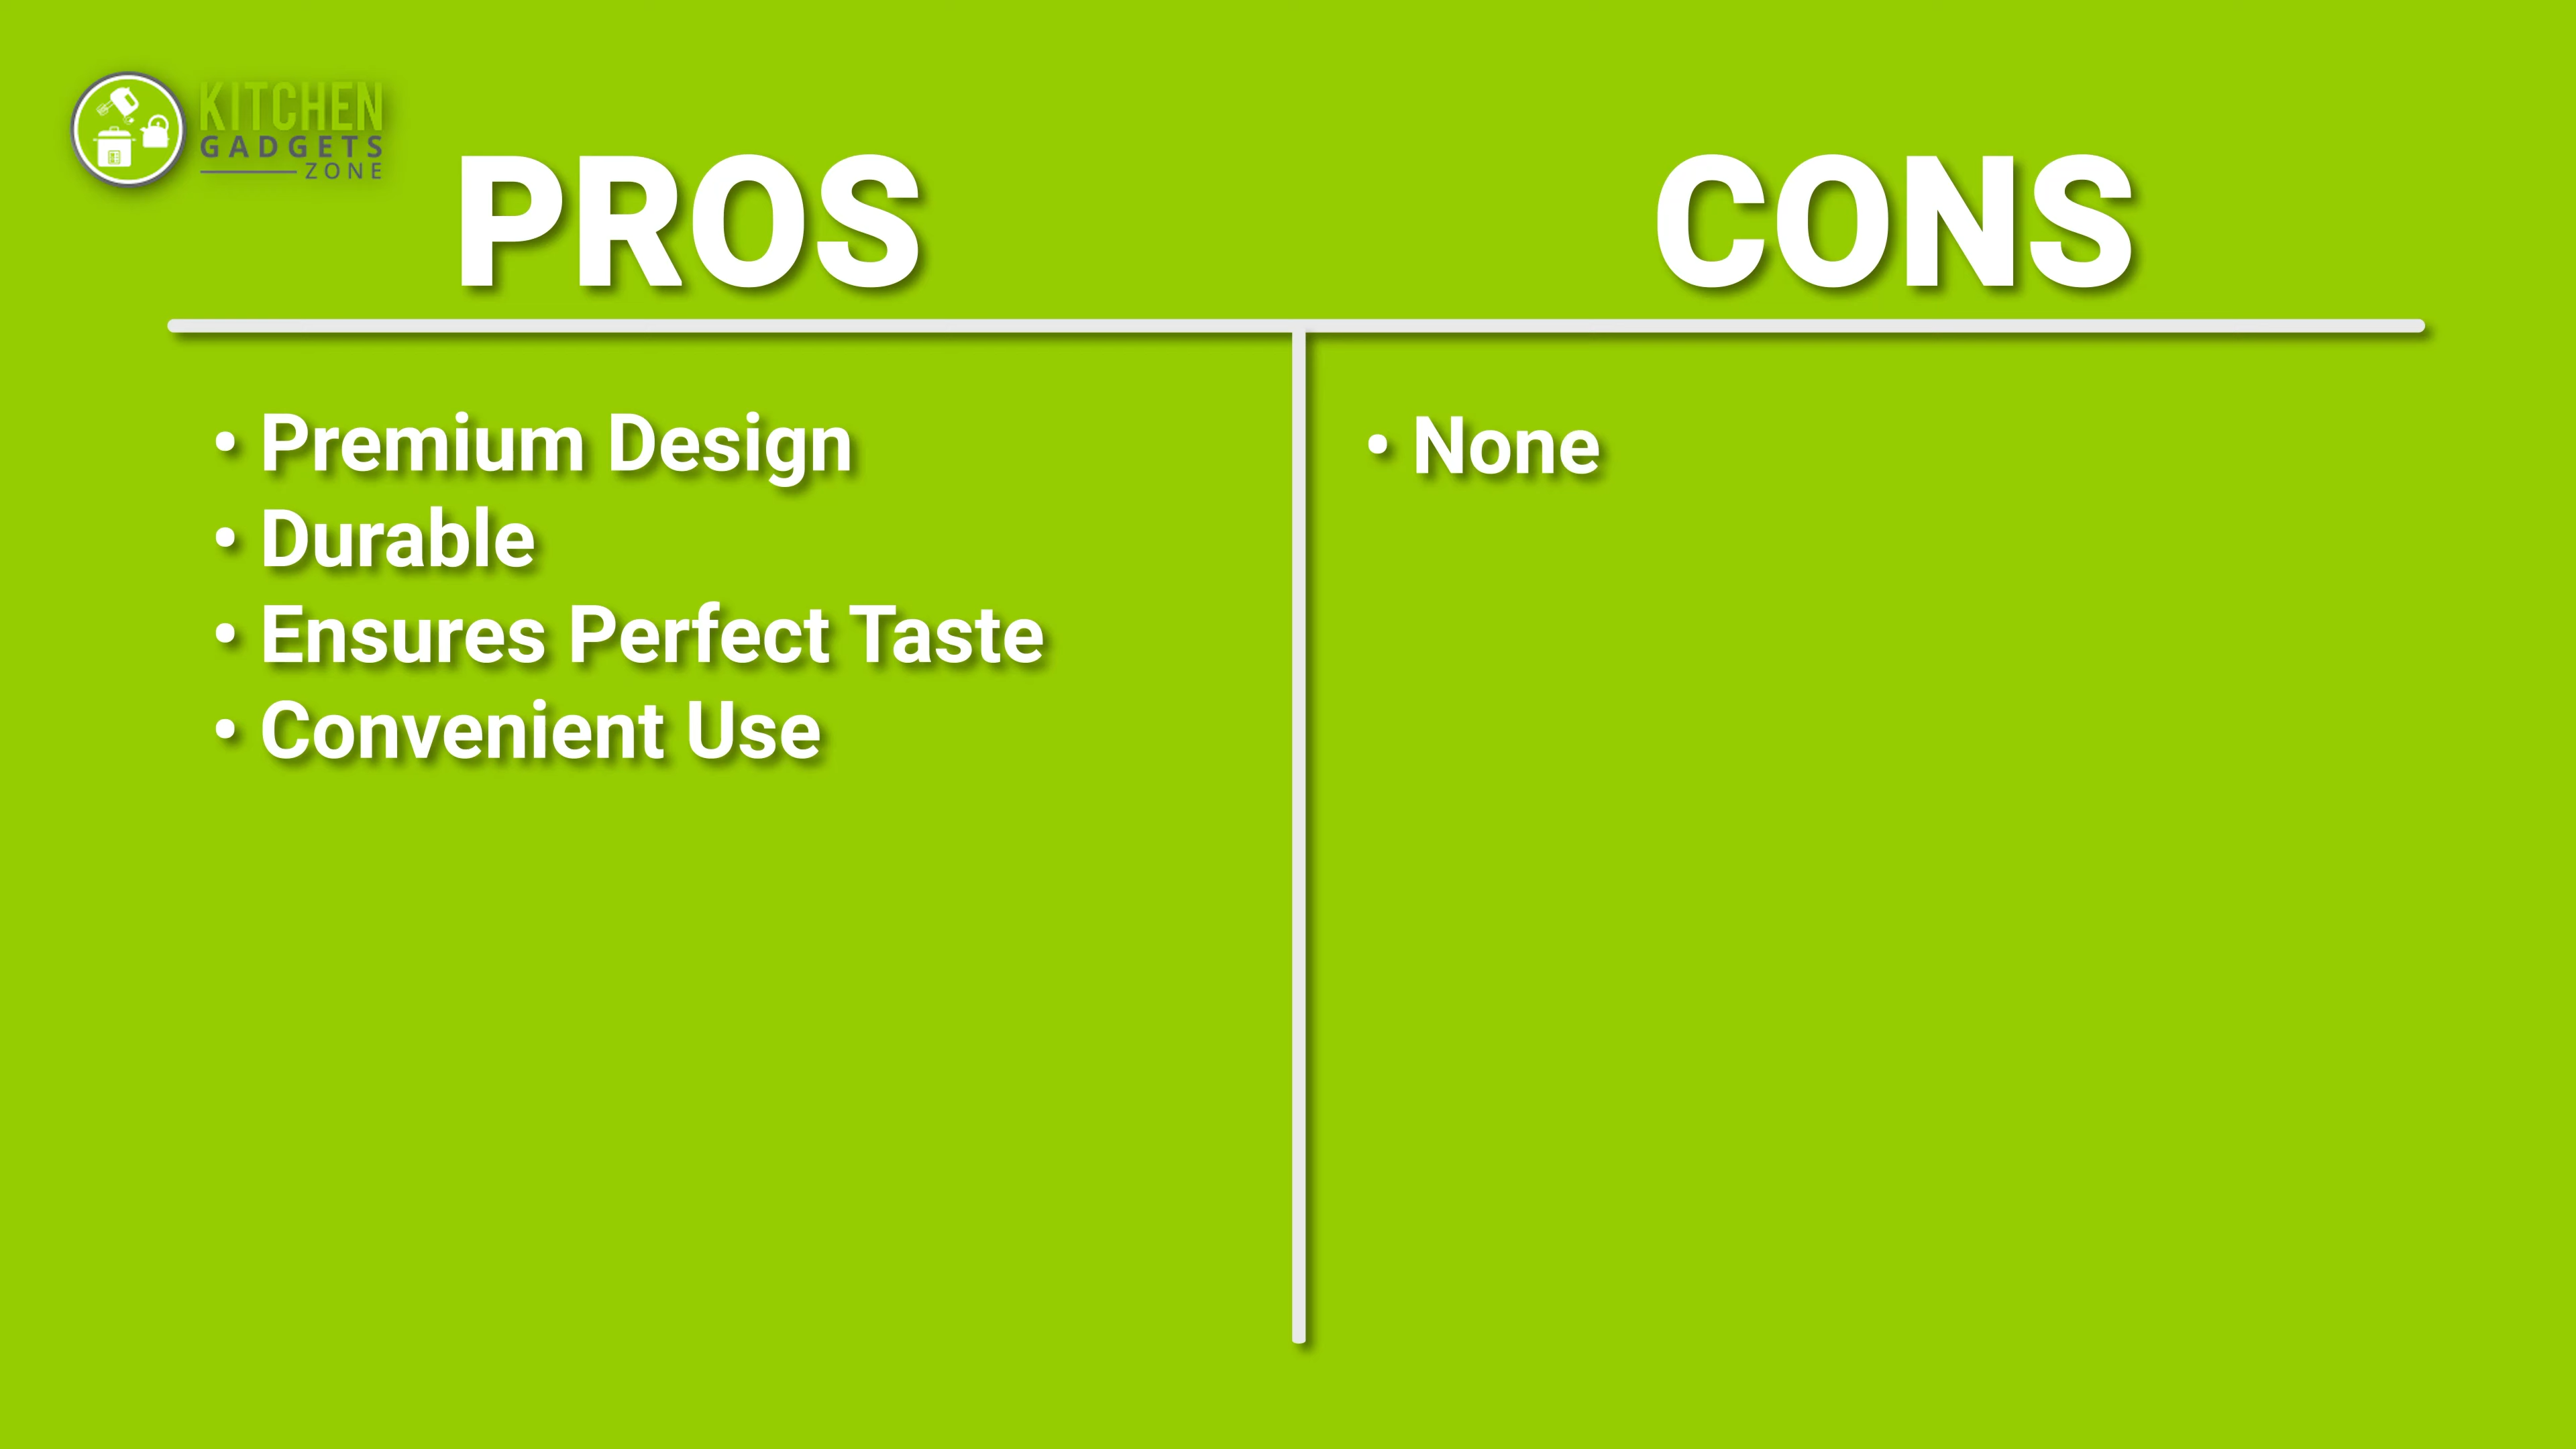 KITCHEN
GADGETS
ZONE
PROS
CONS
• Premium Design
• Durable
• Ensures Perfect Taste
• Convenient Use
• None